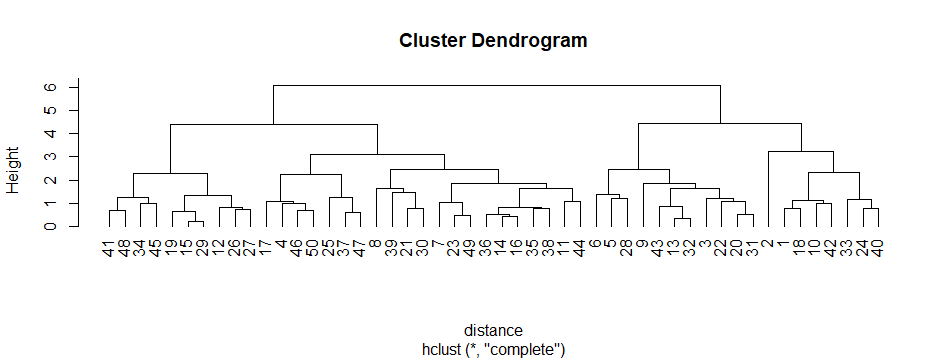 Cluster Dendrogram
Height
6
5
4
3
2
1
0
41 48 34 45 19 15 29 12 26 27 17 4 46 50 25 37 47 8 39 21 30 7 23 49 36 14 16 35 38 11 44 6 5 28 9 43 13 32 3 22 20 31 2 1 18 10 42 33 24 40
distance
hclust (*, "complete")